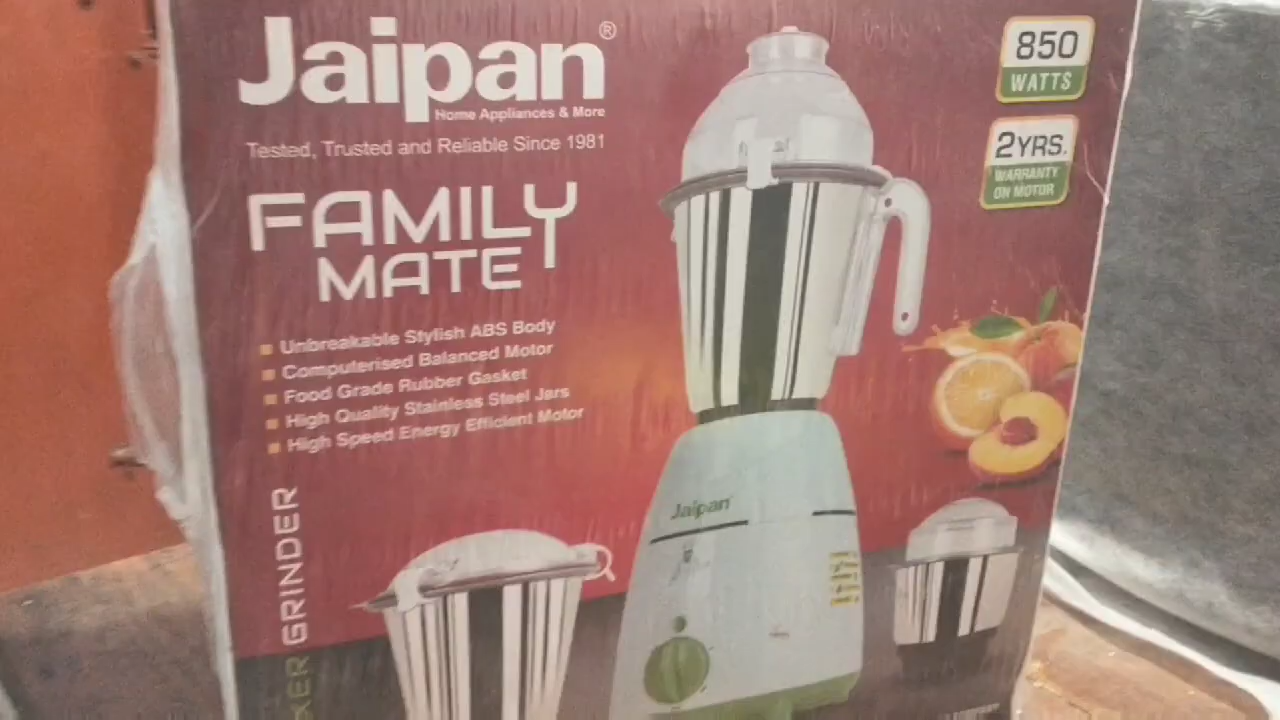 Jaipan®
Home Appliances & More
Tested, Trusted and Reliable Since 1981
FAMILY
MATE
Unbreakable Stylish ABS Body
Computerised Balanced Motor
Food Grade Rubber Gasket
High Quality Stainless Steel Jars
High Speed Energy Efficient Motor
850
WATTS
2YRS.
WARRANTY
ON MOTOR
XER GRINDER
Jaipan